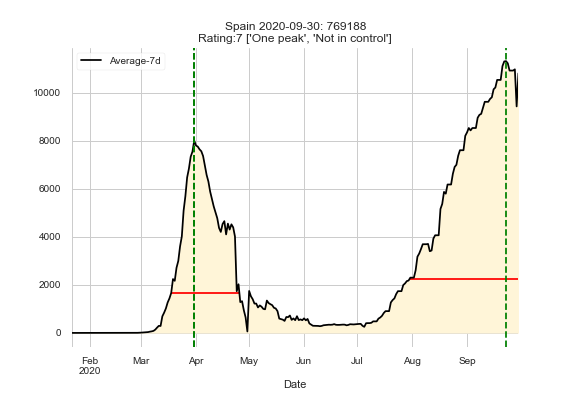 Spain 2020-09-30: 769188
Rating:7 ['One peak', 'Not in control']
Average-7d
10000
8000
6000
4000
2000
0
Feb Mar Apr May Jun Jul Aug Sep
2020
Date